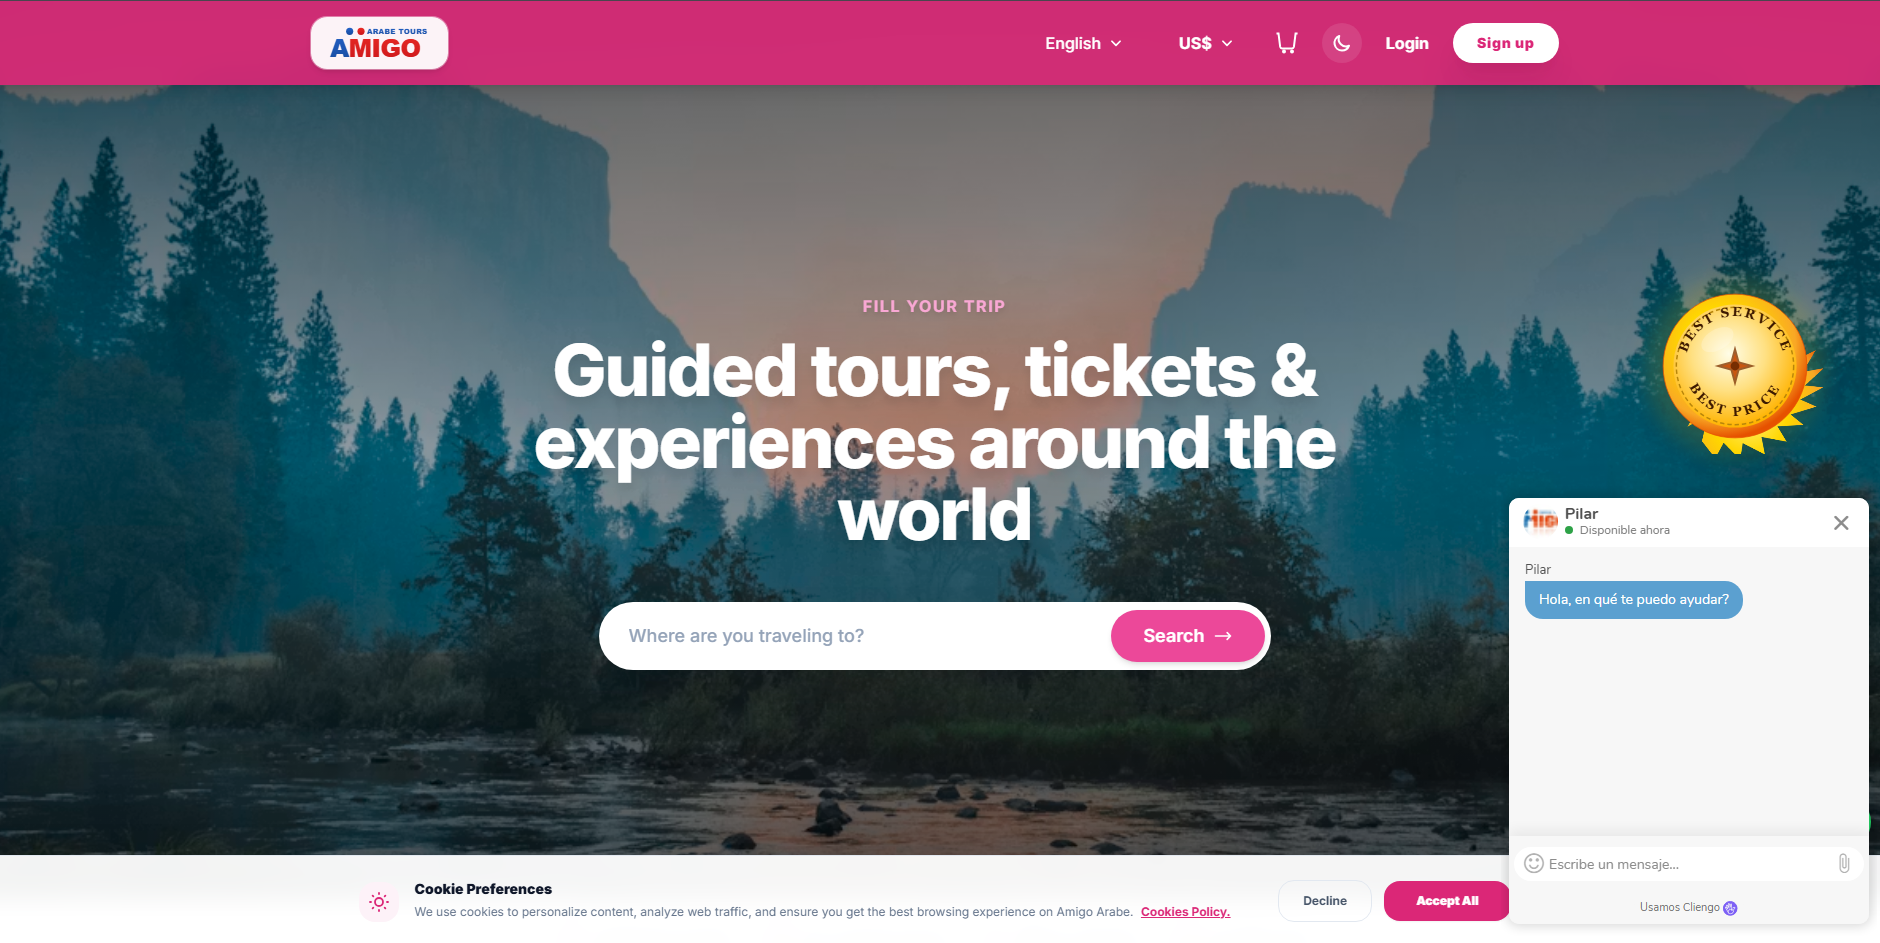 ARABE TOURS
AMIGO
English
US$
Login
Sign up
FILL YOUR TRIP
Guided tours, tickets &
experiences around the
world
Where are you traveling to?
Search
BEST SERVICE
BEST PRICE
MIGO
Pilar
Disponible ahora
Pilar
Hola, en qué te puedo ayudar?
Escribe un mensaje...
Usamos Cliengo
Cookie Preferences
We use cookies to personalize content, analyze web traffic, and ensure you get the best browsing experience on Amigo Arabe. Cookies Policy.
Decline
Accept All